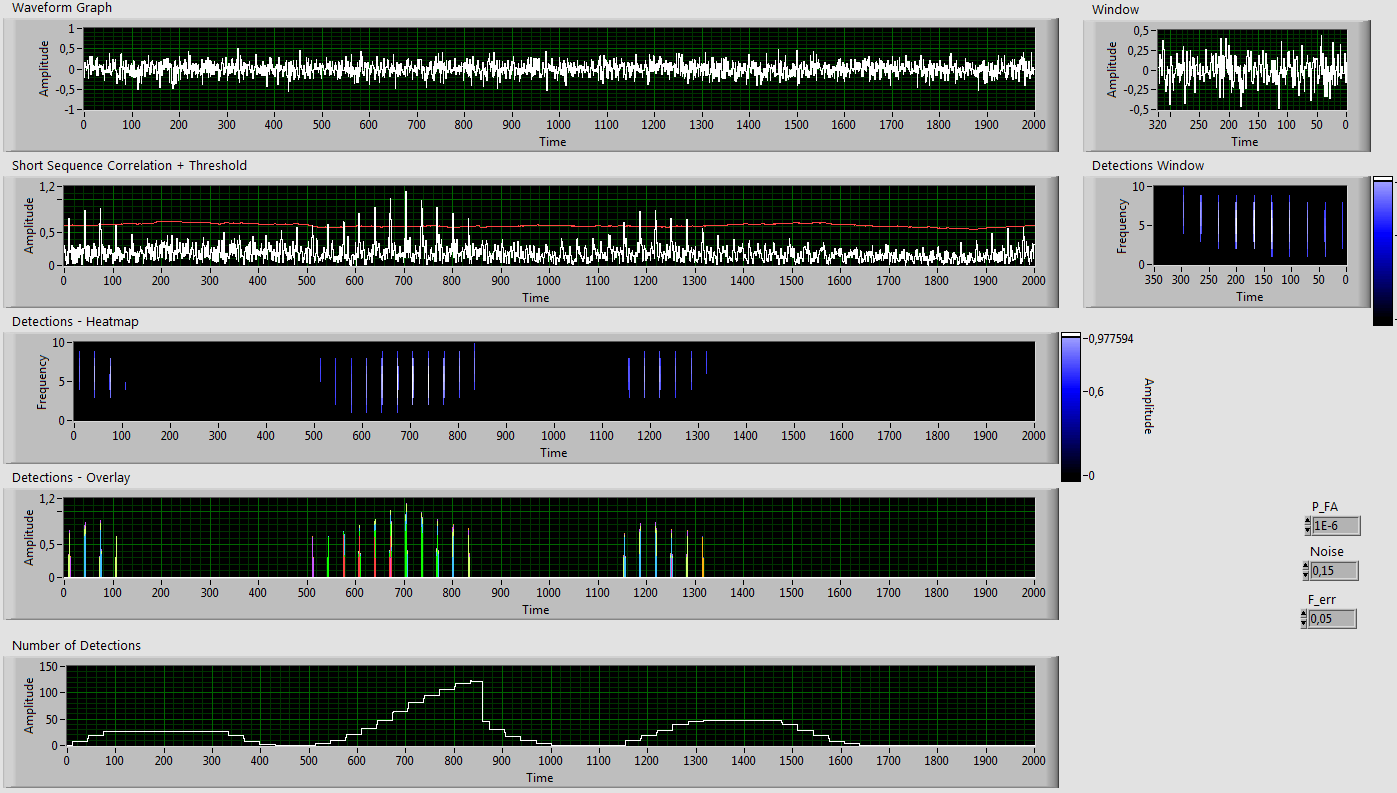 Waveform Graph
Amplitude
1
0,5
0
-0,5
-1
0 100 200 300 400 500 600 700 800 900 1000 1100 1200 1300 1400 1500 1600 1700 1800 1900 2000
Time
Window
Amplitude
0,5
0,25
0
-0,25
-0,5
320 250 200 150 100 50 0
Time
Short Sequence Correlation + Threshold
Amplitude
1,2
0,5
0
0 100 200 300 400 500 600 700 800 900 1000 1100 1200 1300 1400 1500 1600 1700 1800 1900 2000
Time
Detections Window
Frequency
10
5
0
350 300 250 200 150 100 50 0
Time
Detections - Heatmap
Frequency
10
5
0
0 100 200 300 400 500 600 700 800 900 1000 1100 1200 1300 1400 1500 1600 1700 1800 1900 2000
Time
0,977594
0,6
0
Amplitude
Detections - Overlay
Amplitude
1,2
0,5
0
0 100 200 300 400 500 600 700 800 900 1000 1100 1200 1300 1400 1500 1600 1700 1800 1900 2000
Time
P_FA
1E-6
Noise
0,15
F_err
0,05
Number of Detections
Amplitude
150
100
50
0
0 100 200 300 400 500 600 700 800 900 1000 1100 1200 1300 1400 1500 1600 1700 1800 1900 2000
Time